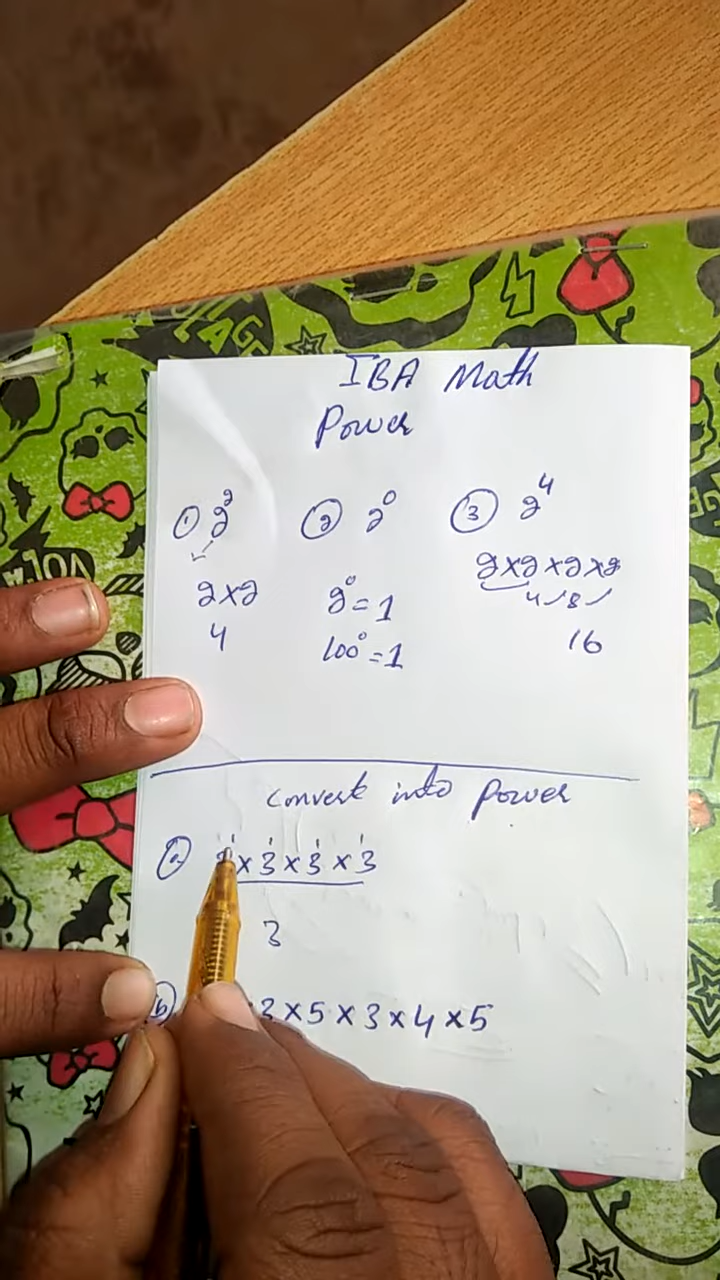 IBA Math
Power
① 2² ② 2⁰ ③ 2⁴
2×2 2⁰=1 2×2×2×2
4 8
4 100⁰=1 16
convert into power
ⓐ ×3×3×3
3
ⓑ 3×5×3×4×5